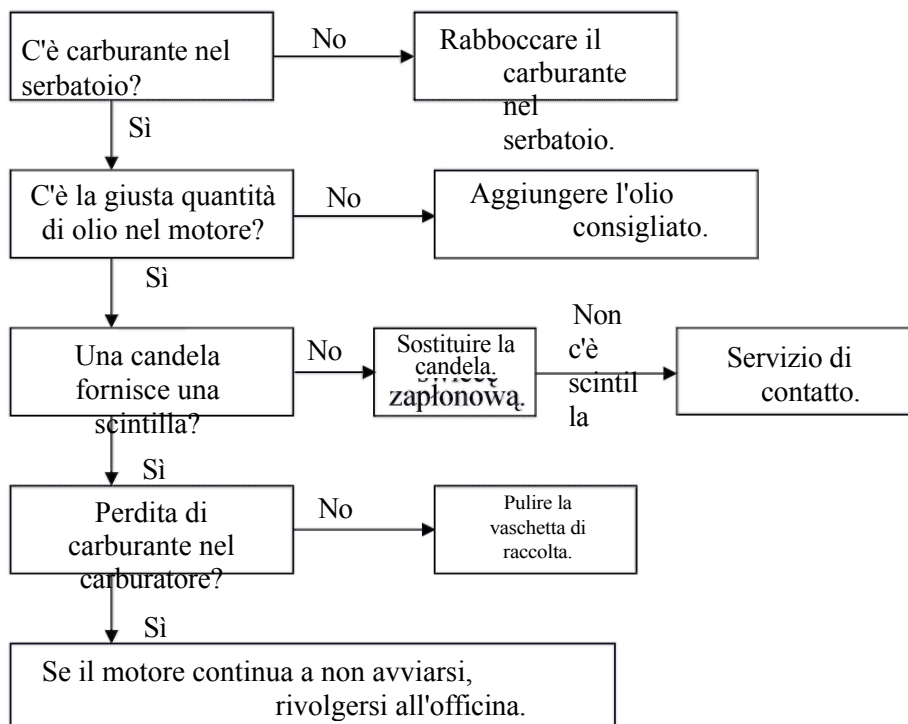 C'è carburante nel
serbatoio?
No
Rabboccare il
carburante
nel
serbatoio.
Sì
C'è la giusta quantità
di olio nel motore?
No
Aggiungere l'olio
consigliato.
Sì
Una candela
fornisce una
scintilla?
No
Sostituire la
candela.
zapłonową.
Non
c'è
scintil
la
Servizio di
contatto.
Sì
Perdita di
carburante nel
carburatore?
No
Pulire la
vaschetta di
raccolta.
Sì
Se il motore continua a non avviarsi,
rivolgersi all'officina.